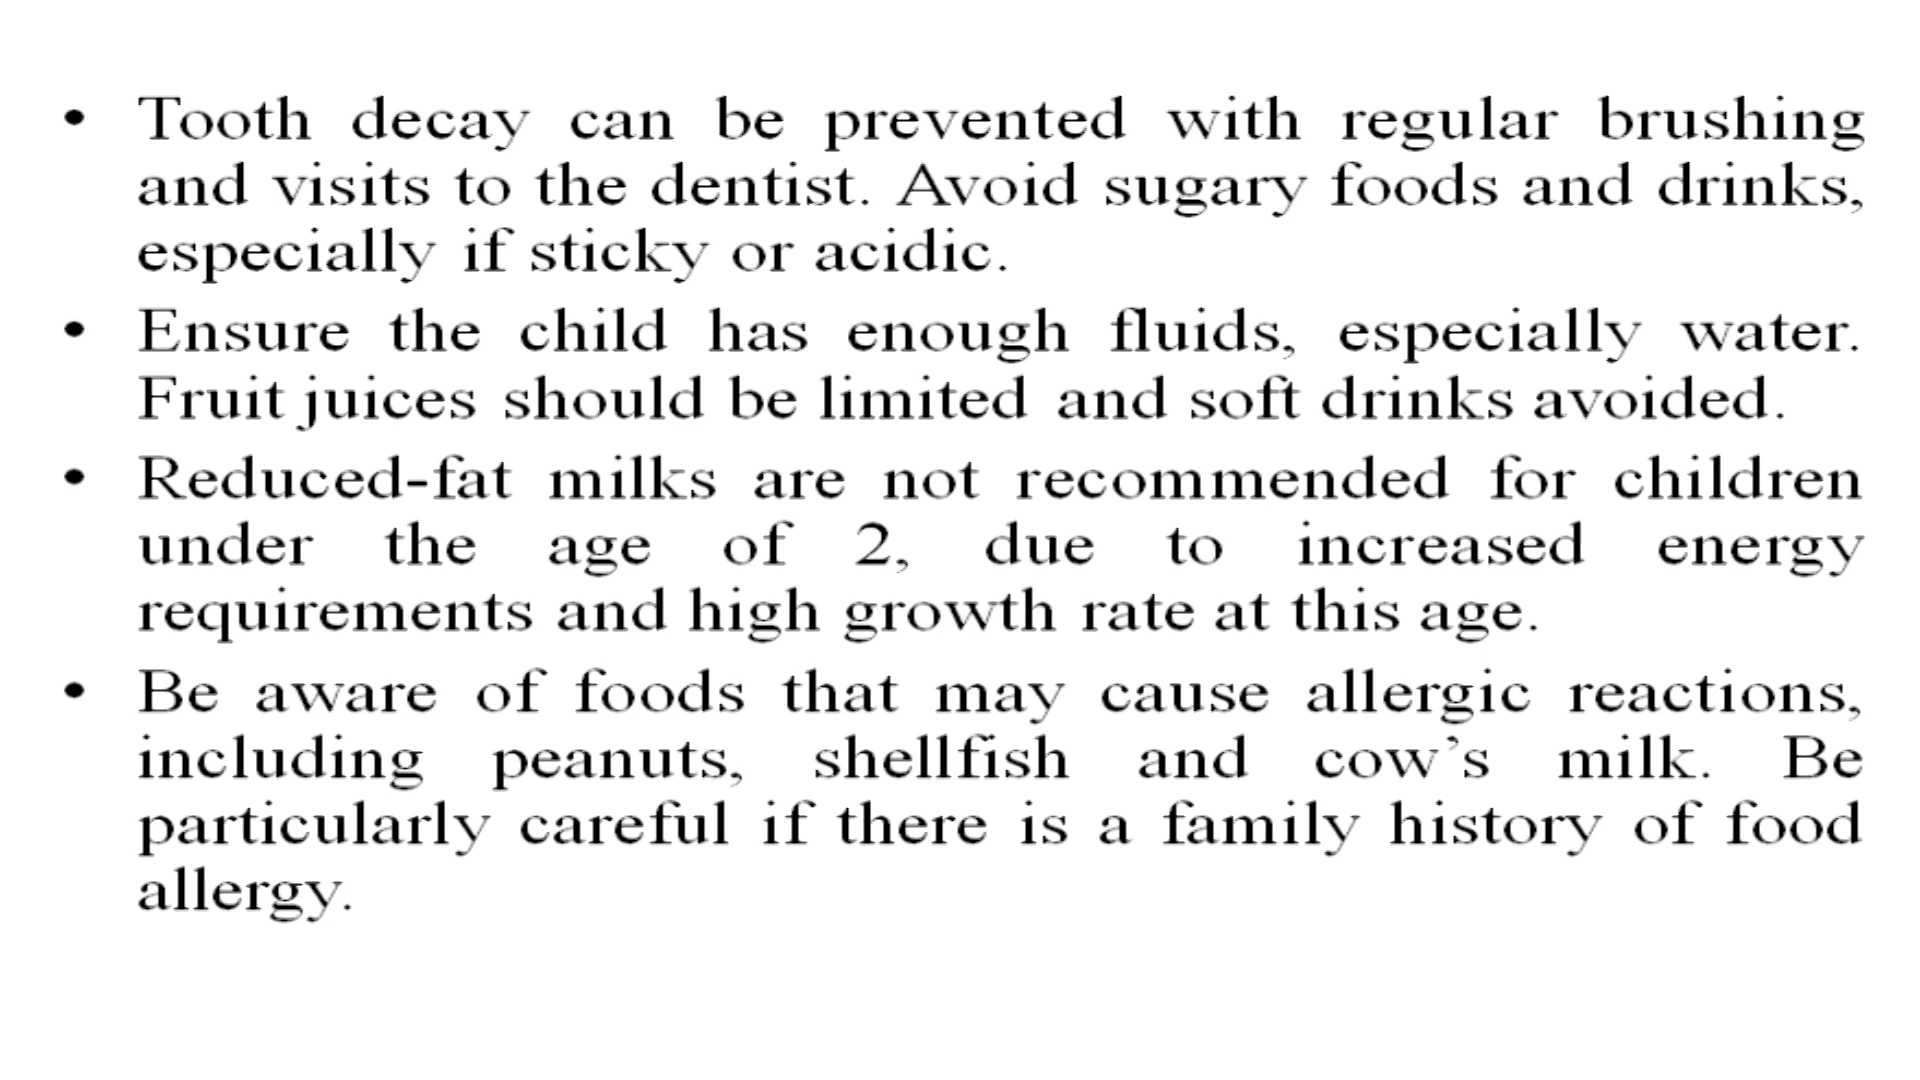 • Tooth decay can be prevented with regular brushing
and visits to the dentist. Avoid sugary foods and drinks,
especially if sticky or acidic.
• Ensure the child has enough fluids, especially water.
Fruit juices should be limited and soft drinks avoided.
• Reduced-fat milks are not recommended for children
under the age of 2, due to increased energy
requirements and high growth rate at this age.
• Be aware of foods that may cause allergic reactions,
including peanuts, shellfish and cow’s milk. Be
particularly careful if there is a family history of food
allergy.